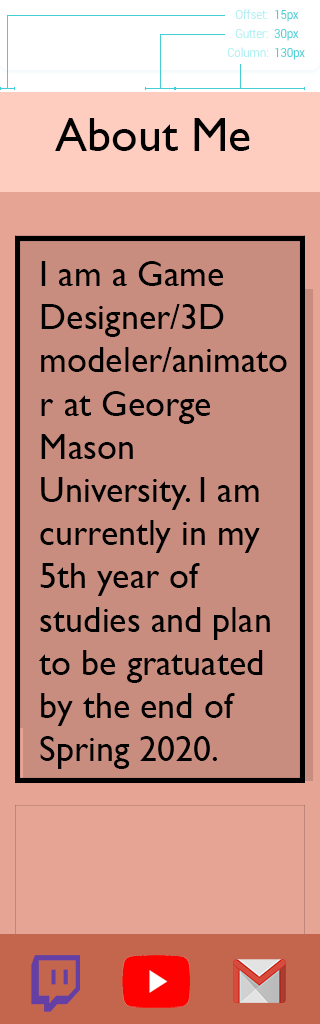 Offset: 15px
Gutter: 30px
Column: 130px
About Me
I am a Game
Designer/3D
modeler/animato
r at George
Mason
University. I am
currently in my
5th year of
studies and plan
to be gratuated
by the end of
Spring 2020.